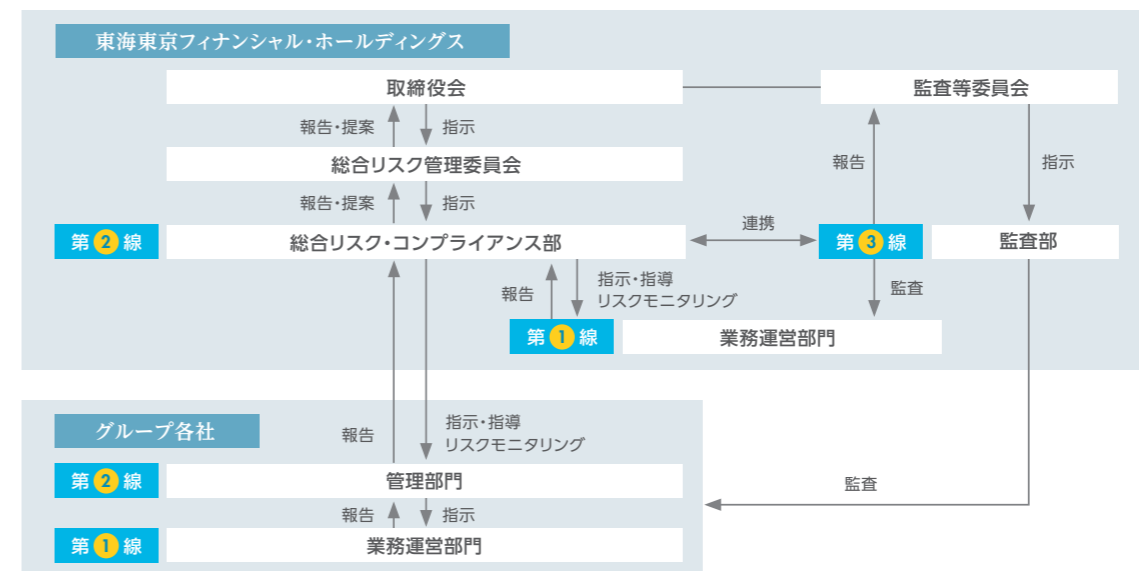 東海東京フィナンシャル・ホールディングス
取締役会
監査等委員会
報告・提案
指示
総合リスク管理委員会
報告
指示
報告・提案
指示
第2線
総合リスク・コンプライアンス部
連携
第3線
監査部
報告
指示・指導
リスクモニタリング
監査
第1線
業務運営部門
グループ各社
報告
指示・指導
リスクモニタリング
第2線
管理部門
監査
報告
指示
第1線
業務運営部門